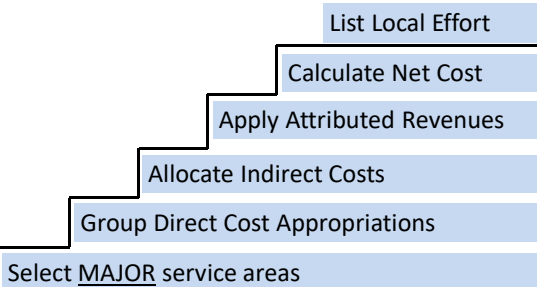 List Local Effort
Calculate Net Cost
Apply Attributed Revenues
Allocate Indirect Costs
Group Direct Cost Appropriations
Select MAJOR service areas